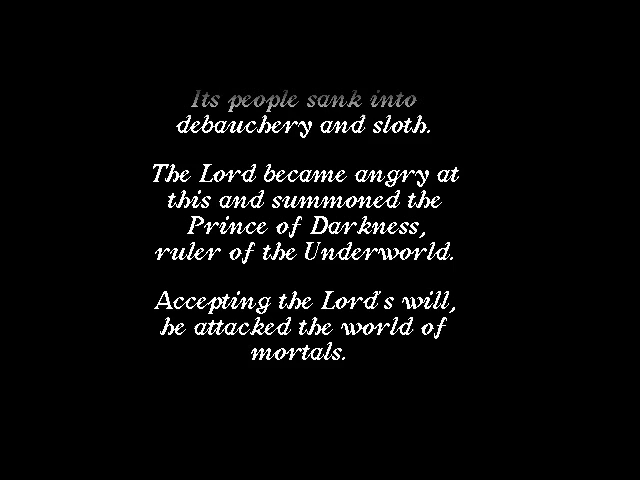 Its people sank into
debauchery and sloth.
The Lord became angry at
this and summoned the
Prince of Darkness,
ruler of the Underworld.
Accepting the Lord's will,
he attacked the world of
mortals.